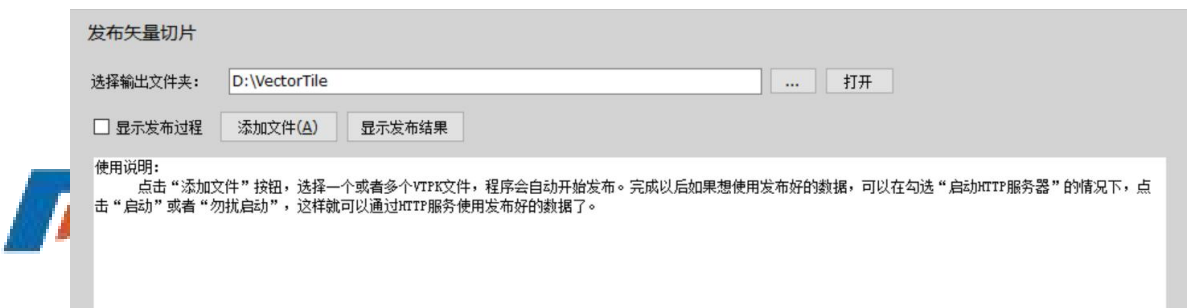 发布矢量切片
选择输出文件夹： D:\VectorTile ... 打开
显示发布过程 添加文件(A) 显示发布结果
使用说明：
点击“添加文件”按钮，选择一个或者多个VTPK文件，程序会自动开始发布。完成以后如果想使用发布好的数据，可以在勾选“启动HTTP服务器”的情况下，点
击“启动”或者“勿扰启动”，这样就可以通过HTTP服务使用发布好的数据了。